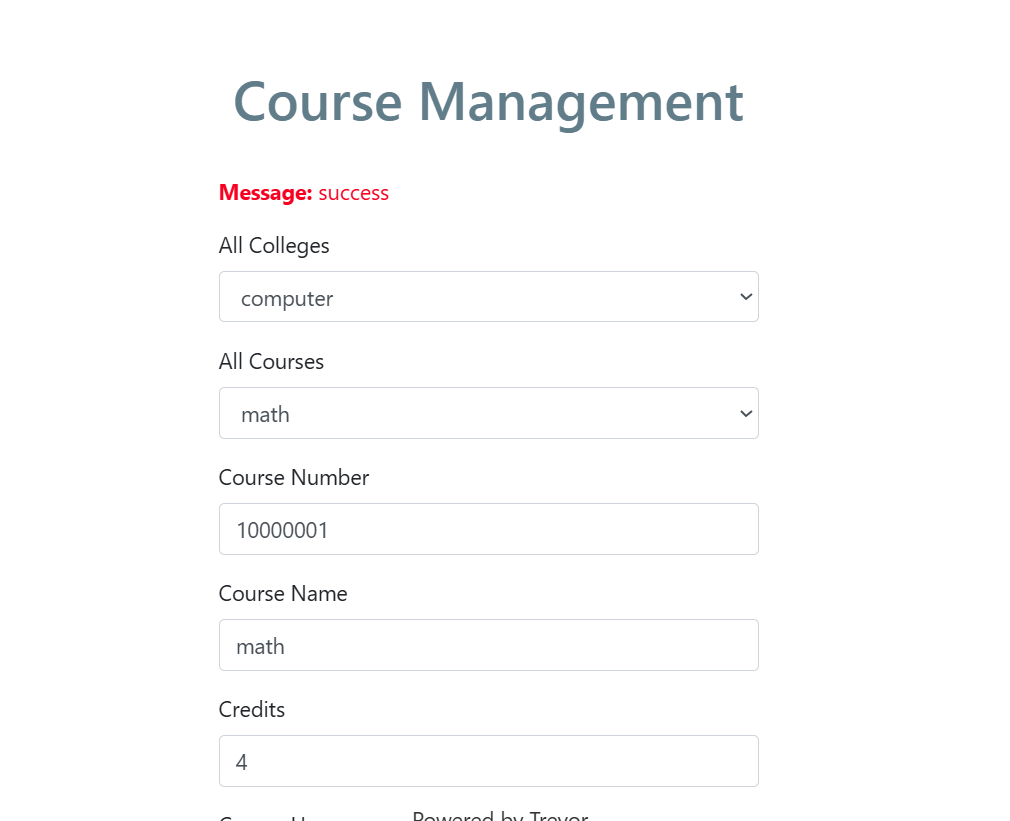 Course Management
Message: success
All Colleges
computer
All Courses
math
Course Number
10000001
Course Name
math
Credits
4
Powered by Trevor